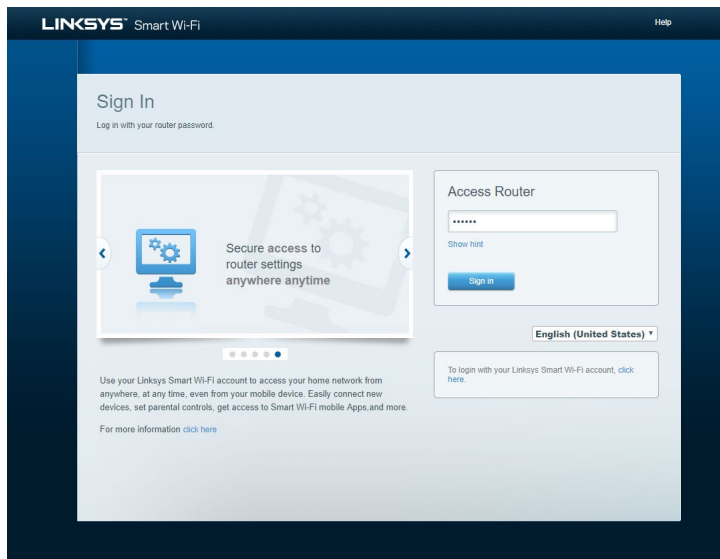 LINKSYS™ Smart Wi-Fi
Help
Sign In
Log in with your router password.
Secure access to
router settings
anywhere anytime
Use your Linksys Smart Wi-Fi account to access your home network from
anywhere, at any time, even from your mobile device. Easily connect new
devices, set parental controls, get access to Smart Wi-Fi mobile Apps,and more.
For more information click here
Access Router
••••••
Show hint
Sign in
English (United States)
To login with your Linksys Smart Wi-Fi account, click
here.